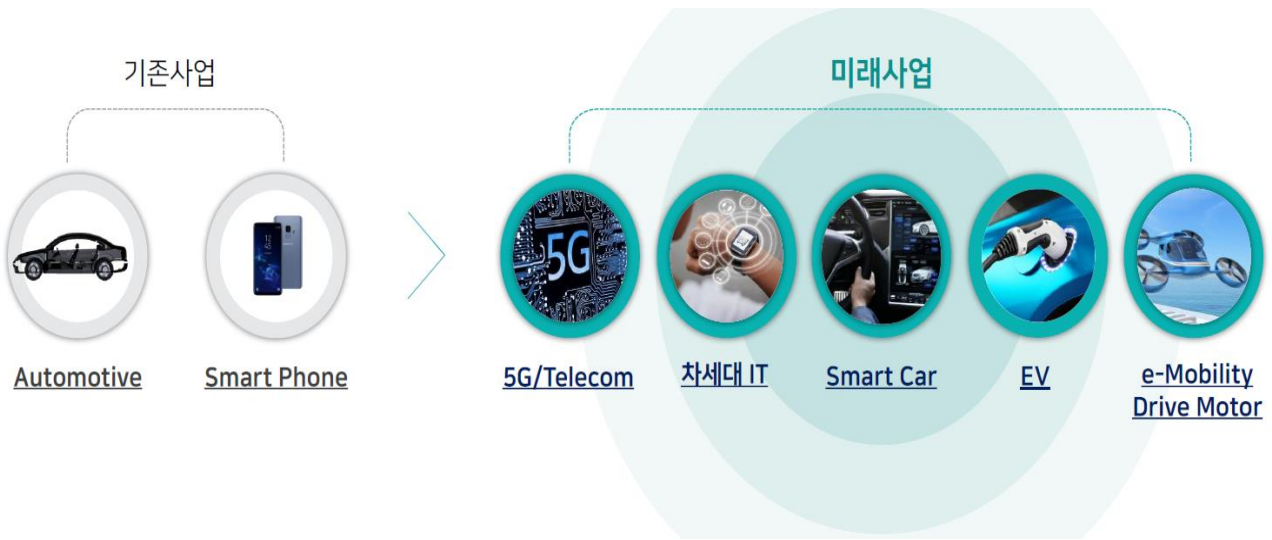 기존사업
미래사업
5G
Automotive
Smart Phone
5G/Telecom
차세대 IT
Smart Car
EV
e-Mobility
Drive Motor